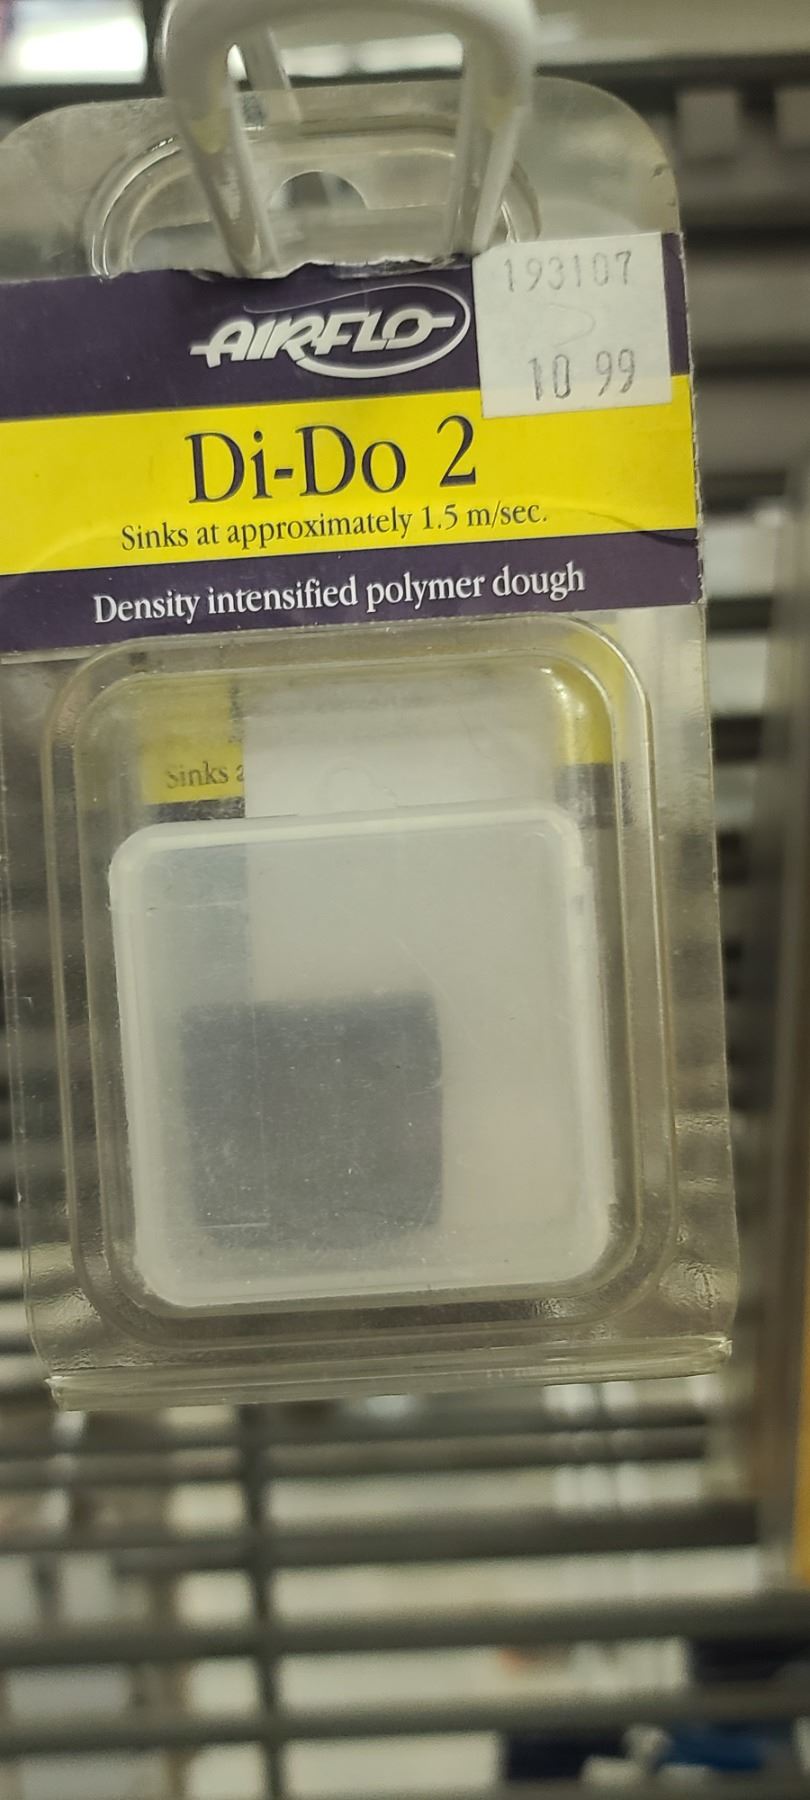 193107
10 99
AIRFLO
Di-Do 2
Sinks at approximately 1.5 m/sec.
Density intensified polymer dough
Sinks a